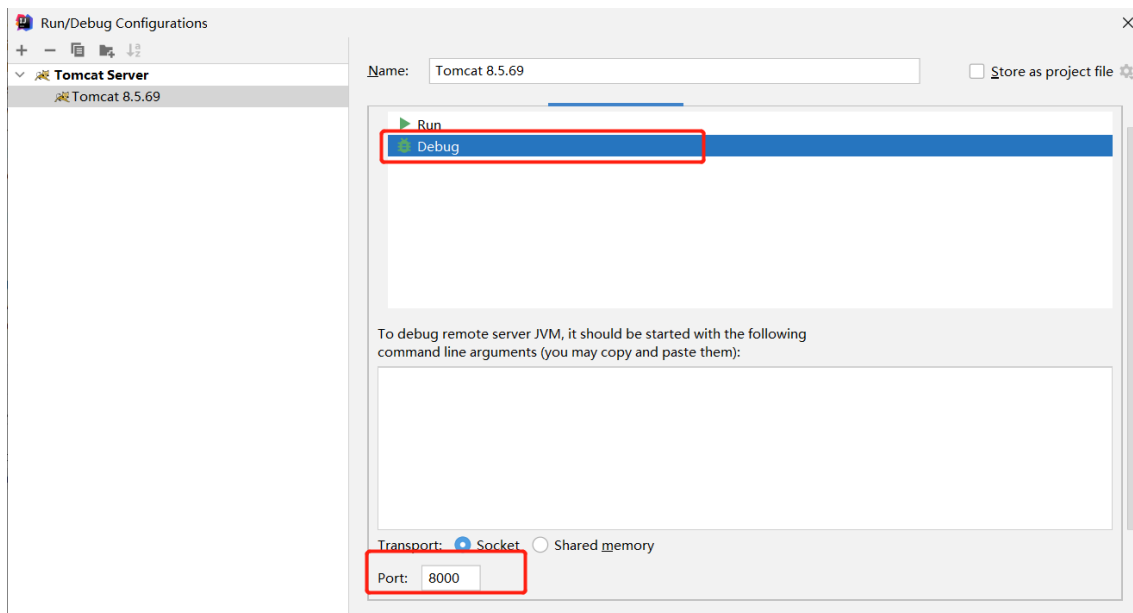 Run/Debug Configurations
Tomcat Server
Tomcat 8.5.69
Name: Tomcat 8.5.69
Store as project file
Run
Debug
To debug remote server JVM, it should be started with the following
command line arguments (you may copy and paste them):
Transport: Socket Shared memory
Port: 8000